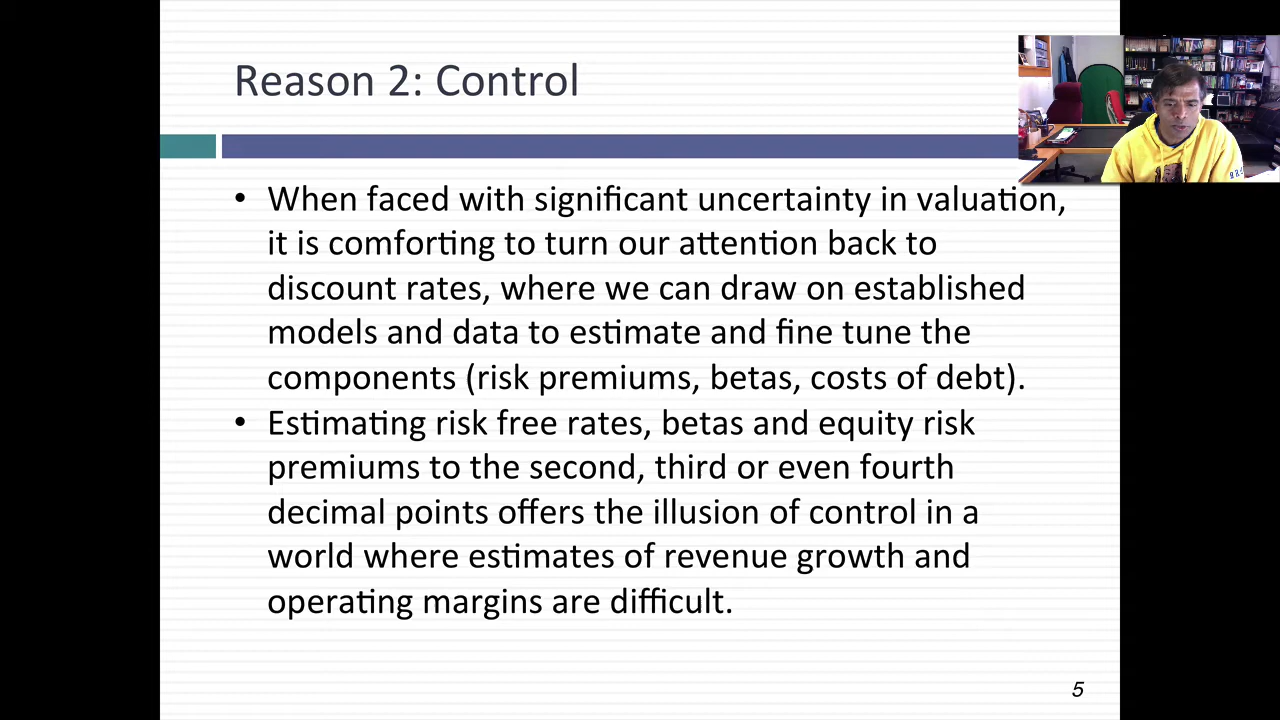 Reason 2: Control
• When faced with significant uncertainty in valuation,
it is comforting to turn our attention back to
discount rates, where we can draw on established
models and data to estimate and fine tune the
components (risk premiums, betas, costs of debt).
• Estimating risk free rates, betas and equity risk
premiums to the second, third or even fourth
decimal points offers the illusion of control in a
world where estimates of revenue growth and
operating margins are difficult.
5